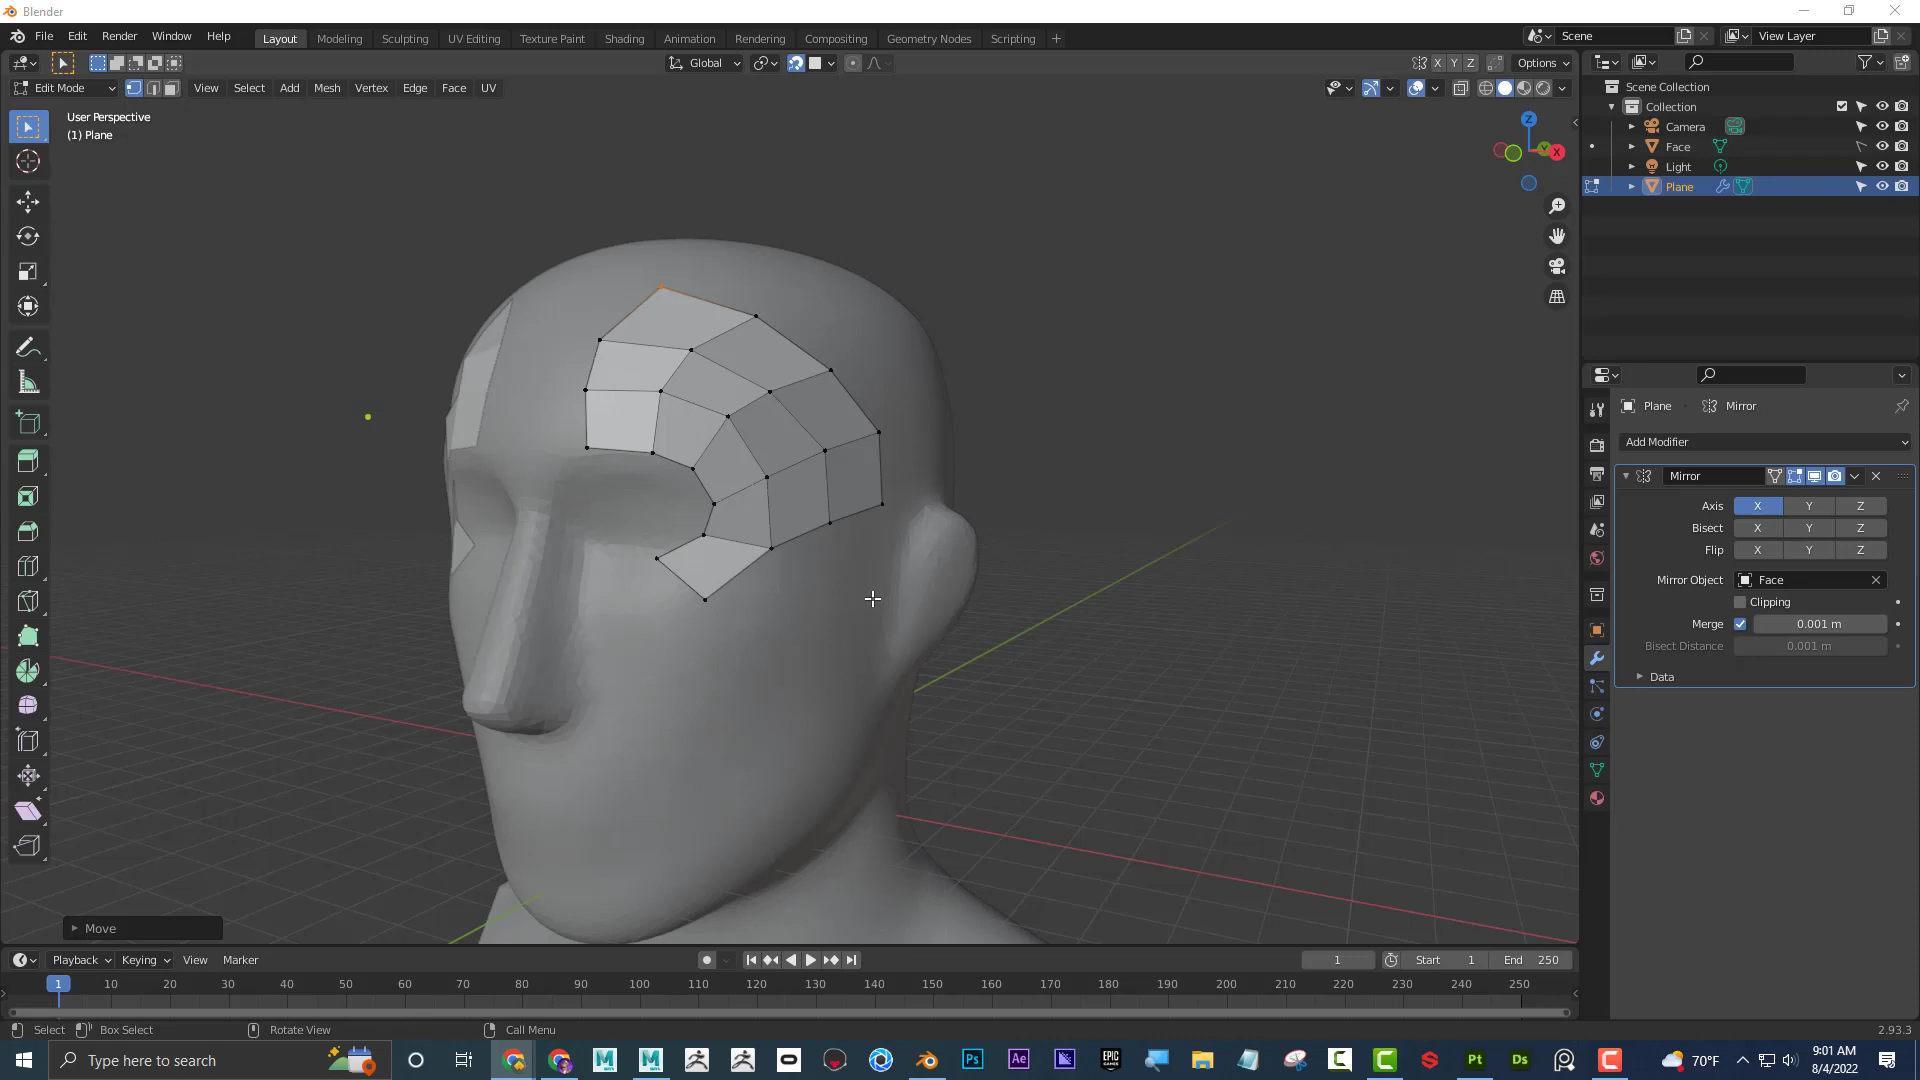 Blender
File Edit Render Window Help
Layout Modeling Sculpting UV Editing Texture Paint Shading Animation Rendering Compositing Geometry Nodes Scripting +
Scene
View Layer
Global
X Y Z
Options
Edit Mode
View Select Add Mesh Vertex Edge Face UV
User Perspective
(1) Plane
Z
Y
X
Scene Collection
Collection
Camera
Face
Light
Plane
Plane Mirror
Add Modifier
Mirror
Axis X Y Z
Bisect X Y Z
Flip X Y Z
Mirror Object Face
Clipping
Merge 0.001 m
Bisect Distance 0.001 m
Data
Move
Playback Keying View Marker
1 Start 1 End 250
1 10 20 30 40 50 60 70 80 90 100 110 120 130 140 150 160 170 180 190 200 210 220 230 240 250
Select Box Select Rotate View Call Menu
2.93.3
Type here to search
Ps
Ae
EPIC GAMES
Pt
Ds
70°F
9:01 AM
8/4/2022